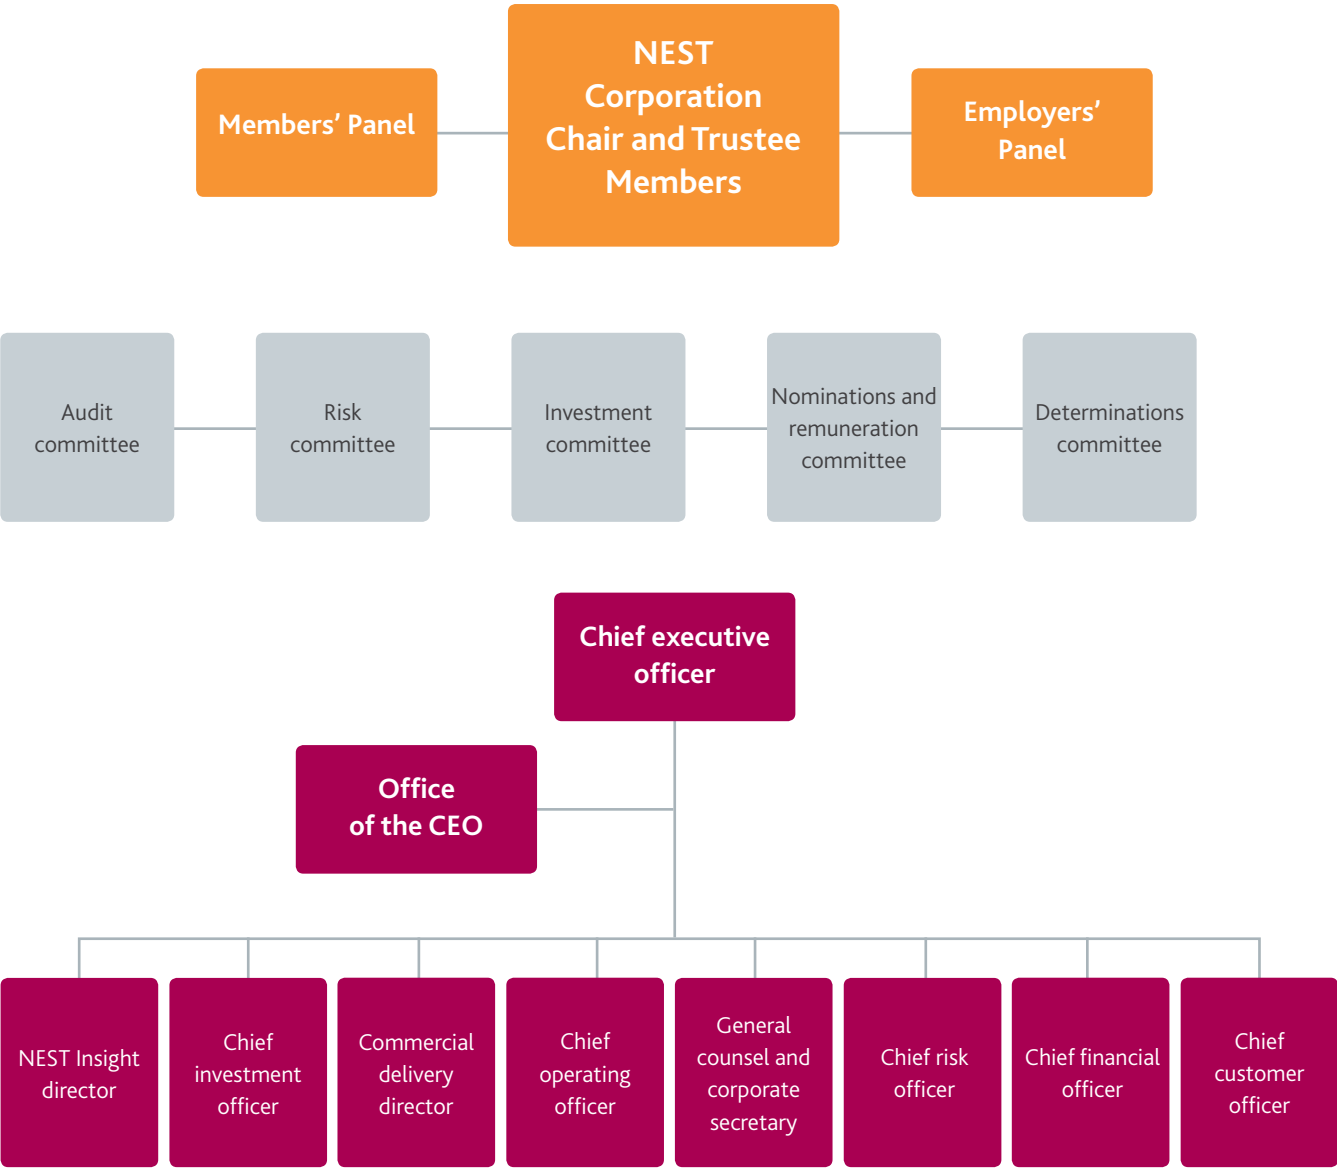 NEST
Corporation
Chair and Trustee
Members
Members’ Panel
Employers’
Panel
Audit
committee
Risk
committee
Investment
committee
Nominations and
remuneration
committee
Determinations
committee
Chief executive
officer
Office
of the CEO
NEST Insight
director
Chief
investment
officer
Commercial
delivery
director
Chief
operating
officer
General
counsel and
corporate
secretary
Chief risk
officer
Chief financial
officer
Chief
customer
officer